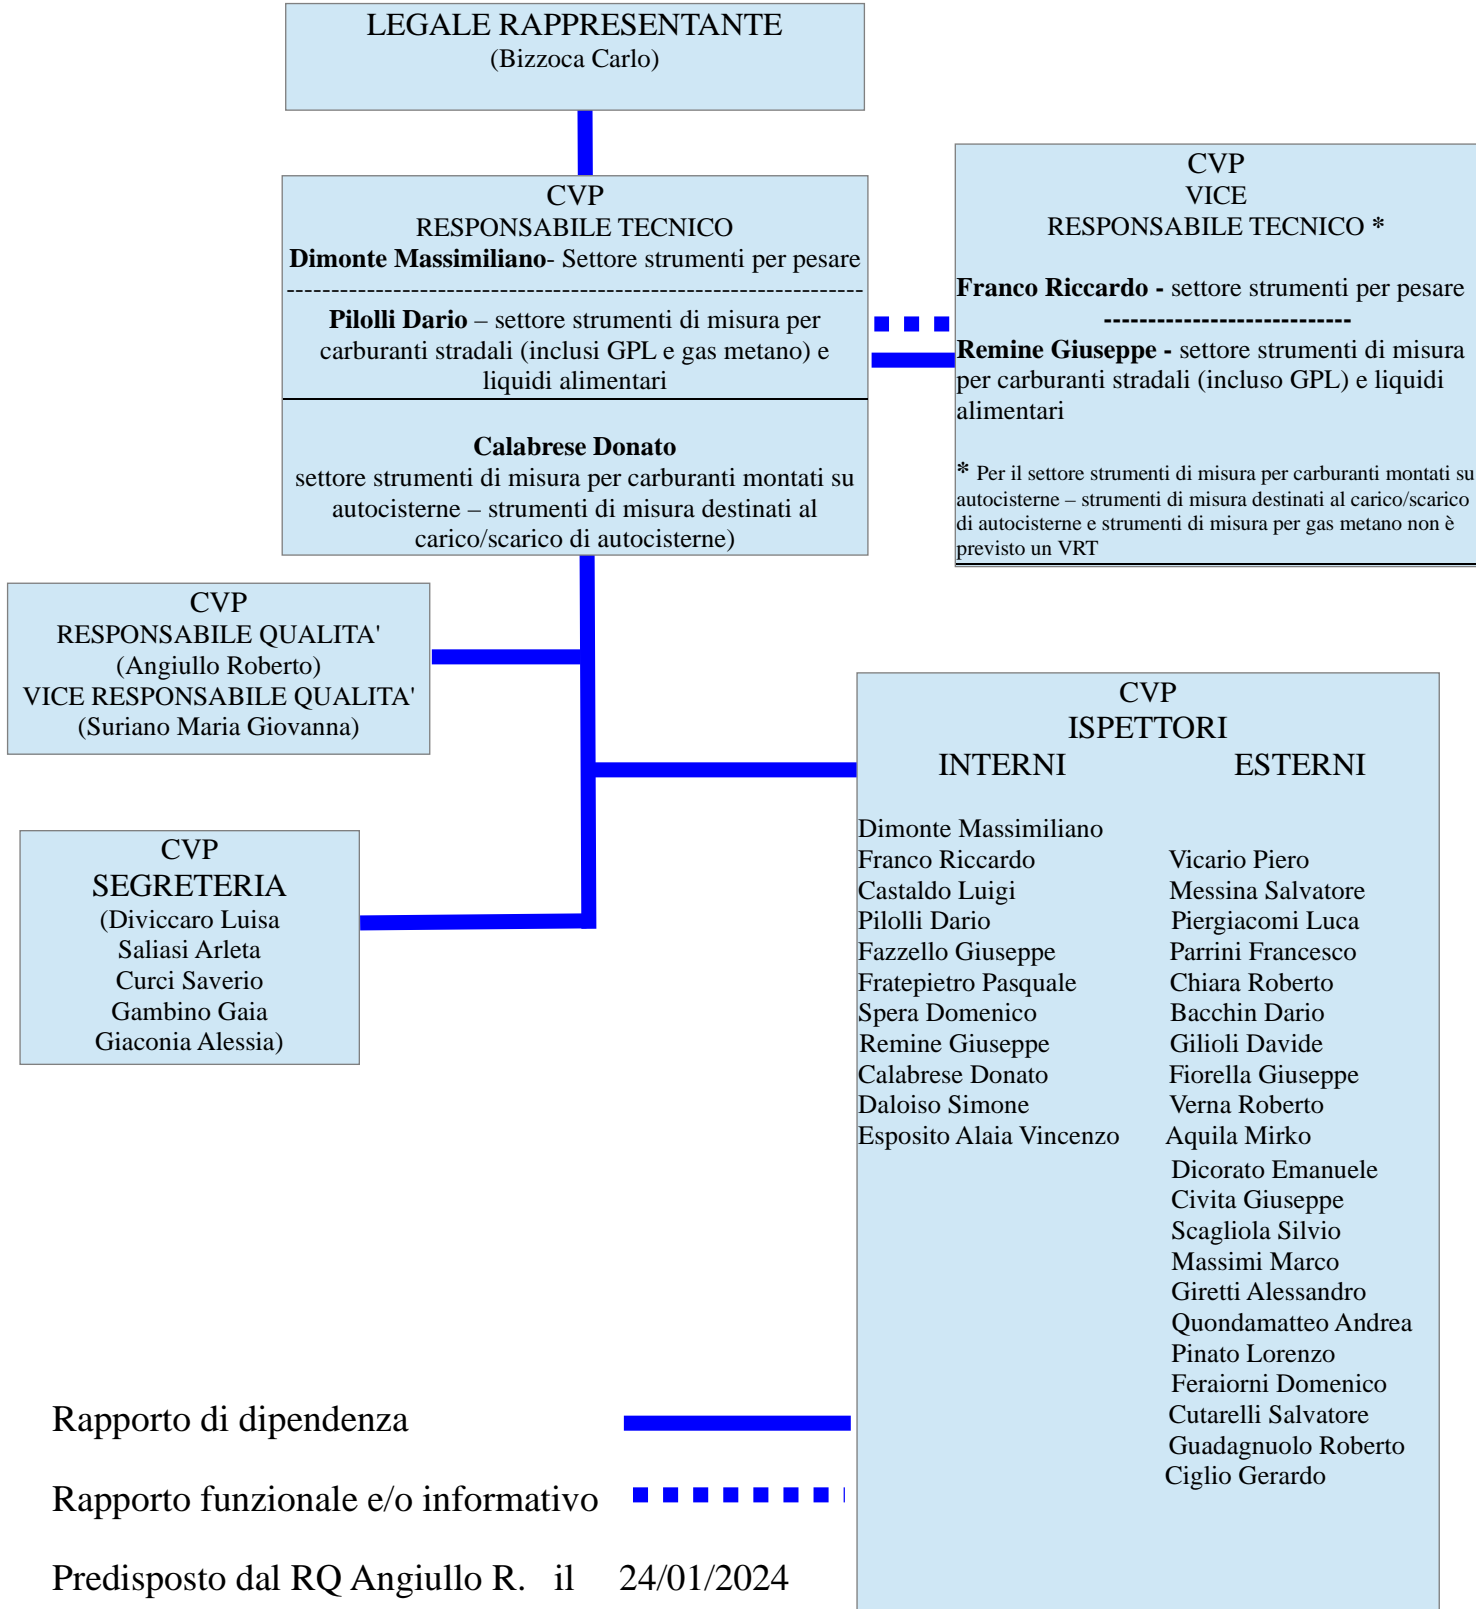 LEGALE RAPPRESENTANTE
(Bizzoca Carlo)
CVP
RESPONSABILE TECNICO
Dimonte Massimiliano- Settore strumenti per pesare
-----------------------------------------------------------------
Pilolli Dario – settore strumenti di misura per
carburanti stradali (inclusi GPL e gas metano) e
liquidi alimentari
Calabrese Donato
settore strumenti di misura per carburanti montati su
autocisterne – strumenti di misura destinati al
carico/scarico di autocisterne)
CVP
VICE
RESPONSABILE TECNICO *
Franco Riccardo - settore strumenti per pesare
----------------------------
Remine Giuseppe - settore strumenti di misura
per carburanti stradali (incluso GPL) e liquidi
alimentari
* Per il settore strumenti di misura per carburanti montati su
autocisterne – strumenti di misura destinati al carico/scarico
di autocisterne e strumenti di misura per gas metano non è
previsto un VRT
CVP
RESPONSABILE QUALITA'
(Angiullo Roberto)
VICE RESPONSABILE QUALITA'
(Suriano Maria Giovanna)
CVP
SEGRETERIA
(Diviccaro Luisa
Saliasi Arleta
Curci Saverio
Gambino Gaia
Giaconia Alessia)
CVP
ISPETTORI
INTERNI
Dimonte Massimiliano
Franco Riccardo
Castaldo Luigi
Pilolli Dario
Fazzello Giuseppe
Fratepietro Pasquale
Spera Domenico
Remine Giuseppe
Calabrese Donato
Daloiso Simone
Esposito Alaia Vincenzo
ESTERNI
Vicario Piero
Messina Salvatore
Piergiacomi Luca
Parrini Francesco
Chiara Roberto
Bacchin Dario
Gilioli Davide
Fiorella Giuseppe
Verna Roberto
Aquila Mirko
Dicorato Emanuele
Civita Giuseppe
Scagliola Silvio
Massimi Marco
Giretti Alessandro
Quondamatteo Andrea
Pinato Lorenzo
Feraiorni Domenico
Cutarelli Salvatore
Guadagnuolo Roberto
Ciglio Gerardo
Rapporto di dipendenza
Rapporto funzionale e/o informativo
Predisposto dal RQ Angiullo R. il 24/01/2024